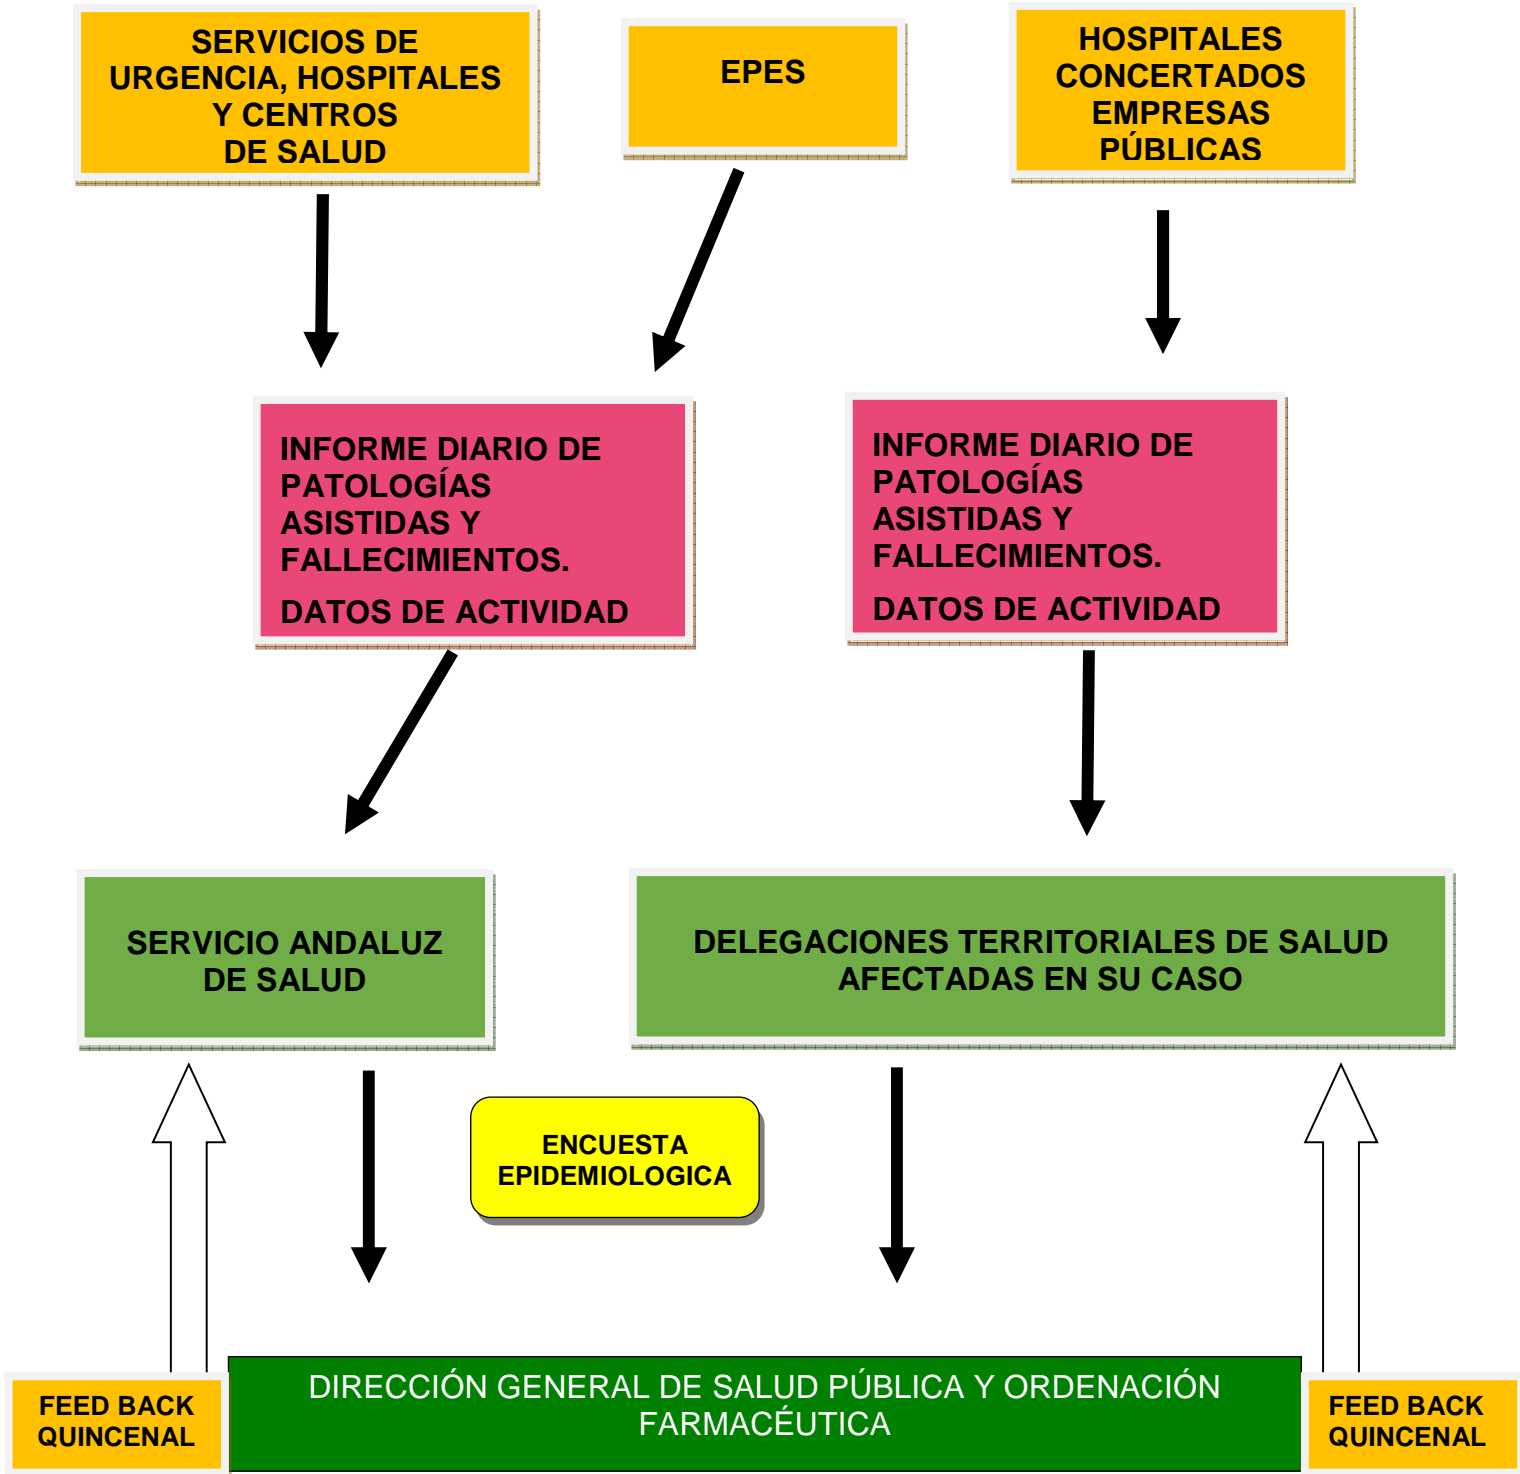 SERVICIOS DE
URGENCIA, HOSPITALES
Y CENTROS
DE SALUD
EPES
HOSPITALES
CONCERTADOS
EMPRESAS
PÚBLICAS
INFORME DIARIO DE
PATOLOGÍAS
ASISTIDAS Y
FALLECIMIENTOS.
DATOS DE ACTIVIDAD
INFORME DIARIO DE
PATOLOGÍAS
ASISTIDAS Y
FALLECIMIENTOS.
DATOS DE ACTIVIDAD
SERVICIO ANDALUZ
DE SALUD
DELEGACIONES TERRITORIALES DE SALUD
AFECTADAS EN SU CASO
ENCUESTA
EPIDEMIOLOGICA
FEED BACK
QUINCENAL
DIRECCIÓN GENERAL DE SALUD PÚBLICA Y ORDENACIÓN
FARMACÉUTICA
FEED BACK
QUINCENAL